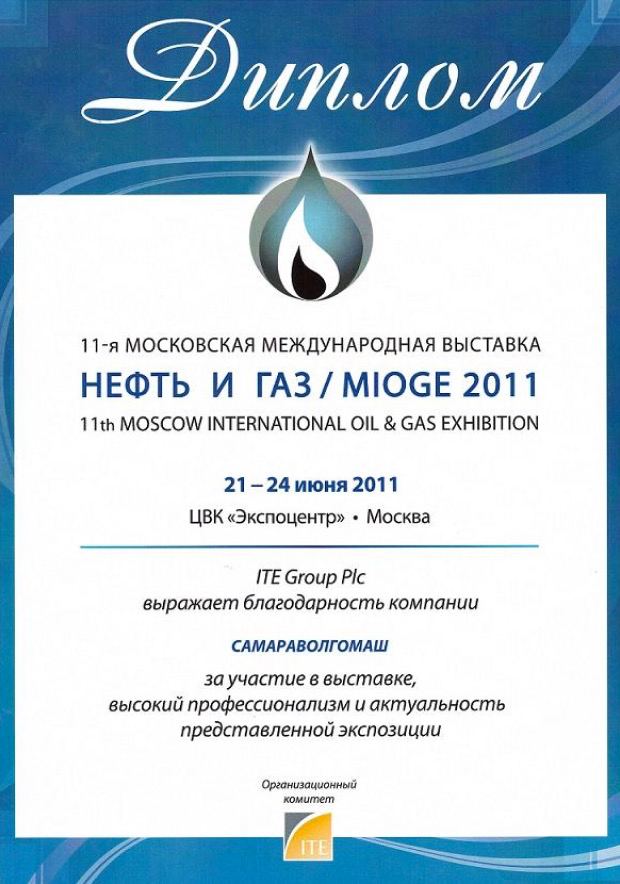 Диплом
11-я МОСКОВСКАЯ МЕЖДУНАРОДНАЯ ВЫСТАВКА
НЕФТЬ И ГАЗ / MIOGE 2011
11th MOSCOW INTERNATIONAL OIL & GAS EXHIBITION
21 – 24 июня 2011
ЦВК «Экспоцентр» • Москва
ITE Group Plc
выражает благодарность компании
САМАРАВОЛГОМАШ
за участие в выставке,
высокий профессионализм и актуальность
представленной экспозиции
Организационный
комитет
ITE